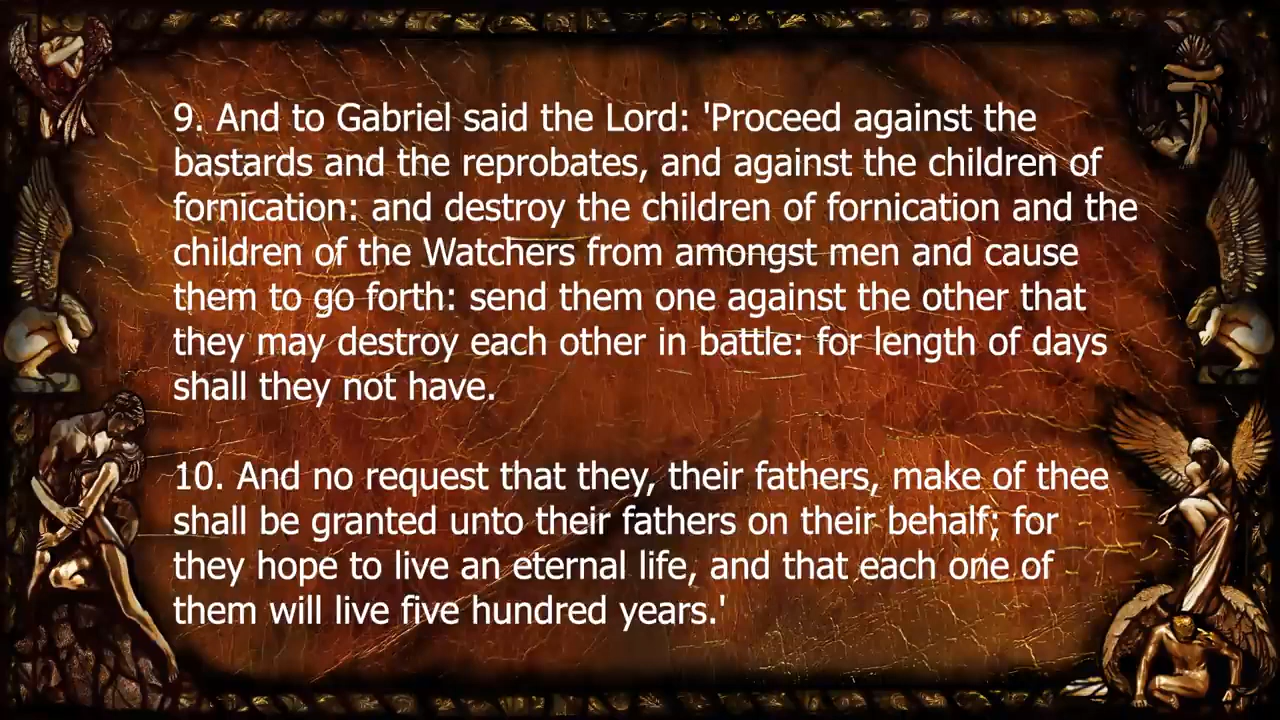 9. And to Gabriel said the Lord: 'Proceed against the
bastards and the reprobates, and against the children of
fornication: and destroy the children of fornication and the
children of the Watchers from amongst men and cause
them to go forth: send them one against the other that
they may destroy each other in battle: for length of days
shall they not have.
10. And no request that they, their fathers, make of thee
shall be granted unto their fathers on their behalf; for
they hope to live an eternal life, and that each one of
them will live five hundred years.'